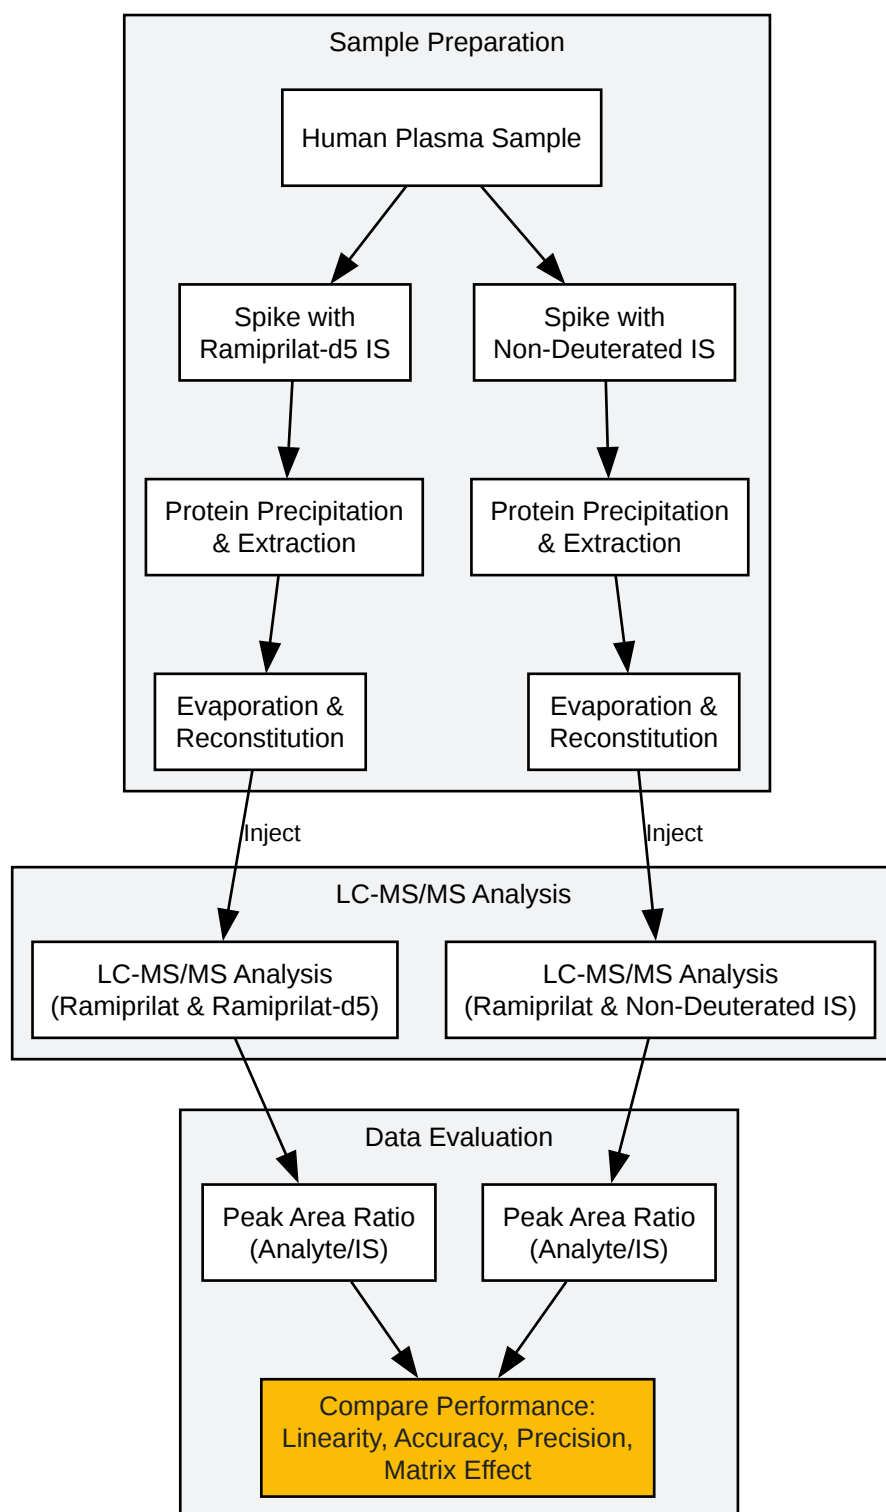 Sample Preparation
Human Plasma Sample
Spike with
Ramiprilat-d5 IS
Spike with
Non-Deuterated IS
Protein Precipitation
& Extraction
Protein Precipitation
& Extraction
Evaporation &
Reconstitution
Evaporation &
Reconstitution
Inject
Inject
LC-MS/MS Analysis
LC-MS/MS Analysis
(Ramiprilat & Ramiprilat-d5)
LC-MS/MS Analysis
(Ramiprilat & Non-Deuterated IS)
Data Evaluation
Peak Area Ratio
(Analyte/IS)
Peak Area Ratio
(Analyte/IS)
Compare Performance:
Linearity, Accuracy, Precision,
Matrix Effect